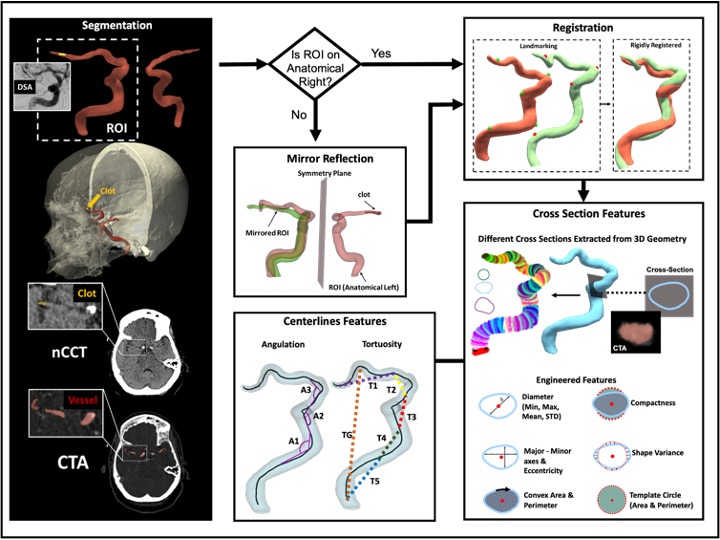 Segmentation
DSA
ROI
Clot
Clot
nCCT
Vessel
CTA
Is ROI on
Anatomical
Right?
Yes
No
Mirror Reflection
Symmetry Plane
clot
Mirrored ROI
ROI (Anatomical Left)
Registration
Landmarking
Rigidly Registered
Cross Section Features
Different Cross Sections Extracted from 3D Geometry
Cross-Section
CTA
Engineered Features
Diameter
(Min, Max,
Mean, STD)
Compactness
Major - Minor
axes &
Eccentricity
Shape Variance
Convex Area &
Perimeter
Template Circle
(Area & Perimeter)
Centerlines Features
Angulation
Tortuosity
A3
A2
A1
T1
T2
T3
T4
TG
T5